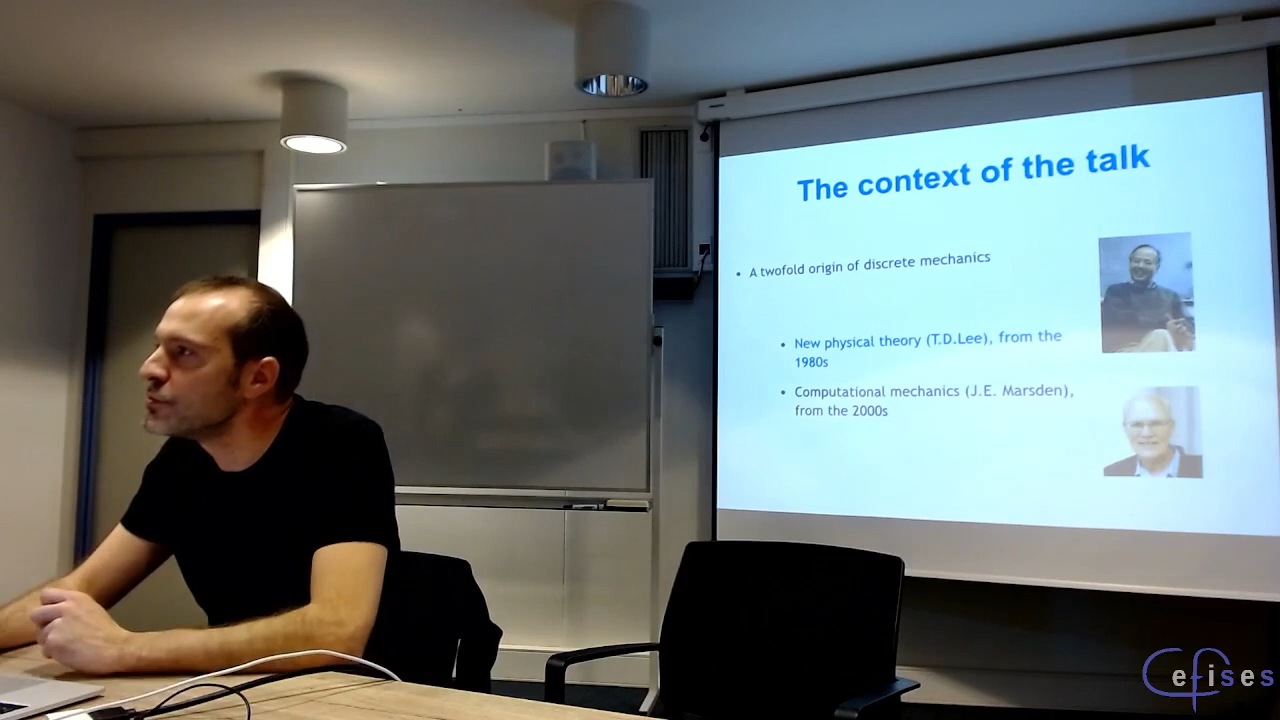 The context of the talk
• A twofold origin of discrete mechanics
• New physical theory (T.D.Lee), from the
1980s
• Computational mechanics (J.E. Marsden),
from the 2000s
Cefises